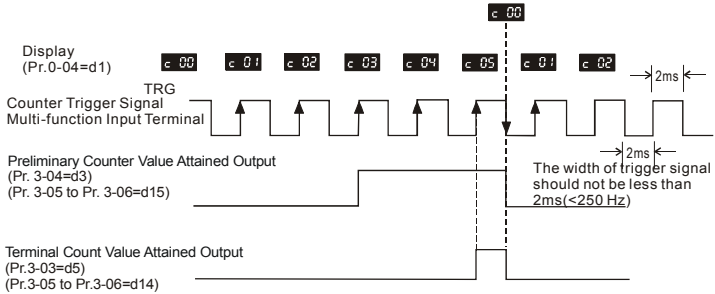 c 00
Display
(Pr.0-04=d1)
c 00 c 01 c 02 c 03 c 04 c 05 c 01 c 02
2ms
TRG
Counter Trigger Signal
Multi-function Input Terminal
2ms
The width of trigger signal
should not be less than
2ms(<250 Hz)
Preliminary Counter Value Attained Output
(Pr. 3-04=d3)
(Pr. 3-05 to Pr. 3-06=d15)
Terminal Count Value Attained Output
(Pr.3-03=d5)
(Pr.3-05 to Pr.3-06=d14)